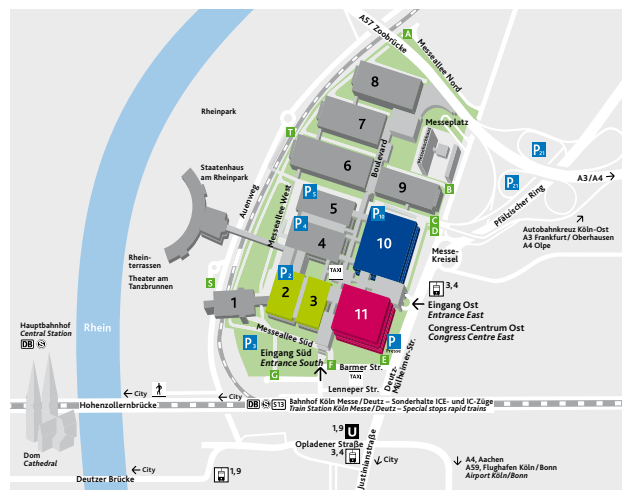 A57 Zoobrücke
A
Messeallee Nord
8
Rheinpark
7
Messeplatz
T
Boulevard
Messehochhaus
P21
6
Staatenhaus
am Rheinpark
P21
A3/A4
P5
9
B
Auenweg
Messeallee West
Pfälzischer Ring
5
P10
C
D
P4
Autobahnkreuz Köln-Ost
A3 Frankfurt/ Oberhausen
A4 Olpe
4
10
Messe-
Kreisel
Rhein-
terrassen
TAXI
P2
Theater am
Tanzbrunnen
S
3,4
2
3
1
Eingang Ost
Entrance East
11
Rhein
Hauptbahnhof
Central Station
DB S
Congress-Centrum Ost
Congress Centre East
Messeallee Süd
P3
P
Presse
Eingang Süd
Entrance South
F
E
Barmer Str.
TAXI
G
Lenneper Str.
Deutz-
Mülheimer-Str.
City
City
Hohenzollernbrücke
DB S S13 Bahnhof Köln Messe/Deutz – Sonderhalte ICE- und IC-Züge
Train Station Köln Messe/Deutz – Special stops rapid trains
1,9 U
Opladener Straße
3,4
Justinianstraße
City
Dom
Cathedral
City
Deutzer Brücke
1,9
A4, Aachen
A59, Flughafen Köln/Bonn
Airport Köln/Bonn